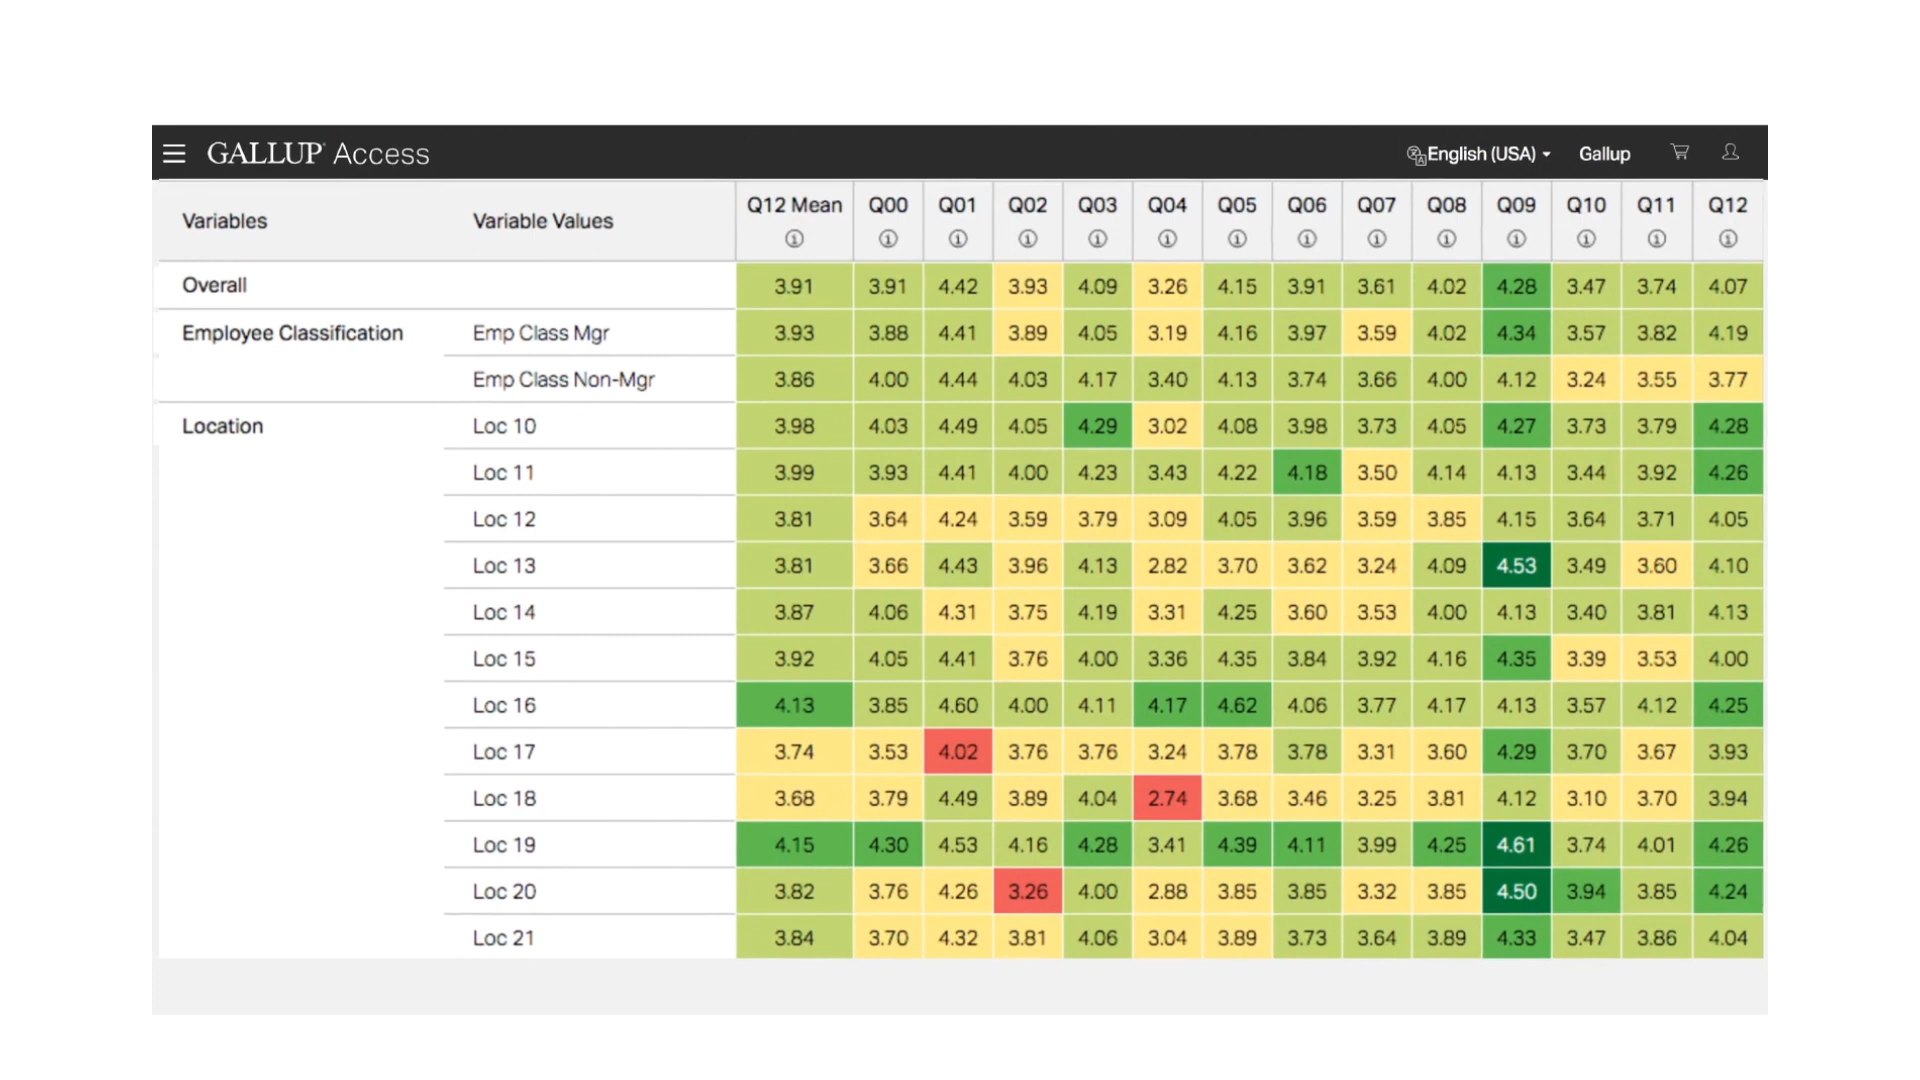 GALLUP® Access English (USA) Gallup
Variables Variable Values Q12 Mean Q00 Q01 Q02 Q03 Q04 Q05 Q06 Q07 Q08 Q09 Q10 Q11 Q12
Overall 3.91 3.91 4.42 3.93 4.09 3.26 4.15 3.91 3.61 4.02 4.28 3.47 3.74 4.07
Employee Classification Emp Class Mgr 3.93 3.88 4.41 3.89 4.05 3.19 4.16 3.97 3.59 4.02 4.34 3.57 3.82 4.19
Emp Class Non-Mgr 3.86 4.00 4.44 4.03 4.17 3.40 4.13 3.74 3.66 4.00 4.12 3.24 3.55 3.77
Location Loc 10 3.98 4.03 4.49 4.05 4.29 3.02 4.08 3.98 3.73 4.05 4.27 3.73 3.79 4.28
Loc 11 3.99 3.93 4.41 4.00 4.23 3.43 4.22 4.18 3.50 4.14 4.13 3.44 3.92 4.26
Loc 12 3.81 3.64 4.24 3.59 3.79 3.09 4.05 3.96 3.59 3.85 4.15 3.64 3.71 4.05
Loc 13 3.81 3.66 4.43 3.96 4.13 2.82 3.70 3.62 3.24 4.09 4.53 3.49 3.60 4.10
Loc 14 3.87 4.06 4.31 3.75 4.19 3.31 4.25 3.60 3.53 4.00 4.13 3.40 3.81 4.13
Loc 15 3.92 4.05 4.41 3.76 4.00 3.36 4.35 3.84 3.92 4.16 4.35 3.39 3.53 4.00
Loc 16 4.13 3.85 4.60 4.00 4.11 4.17 4.62 4.06 3.77 4.17 4.13 3.57 4.12 4.25
Loc 17 3.74 3.53 4.02 3.76 3.76 3.24 3.78 3.78 3.31 3.60 4.29 3.70 3.67 3.93
Loc 18 3.68 3.79 4.49 3.89 4.04 2.74 3.68 3.46 3.25 3.81 4.12 3.10 3.70 3.94
Loc 19 4.15 4.30 4.53 4.16 4.28 3.41 4.39 4.11 3.99 4.25 4.61 3.74 4.01 4.26
Loc 20 3.82 3.76 4.26 3.26 4.00 2.88 3.85 3.85 3.32 3.85 4.50 3.94 3.85 4.24
Loc 21 3.84 3.70 4.32 3.81 4.06 3.04 3.89 3.73 3.64 3.89 4.33 3.47 3.86 4.04